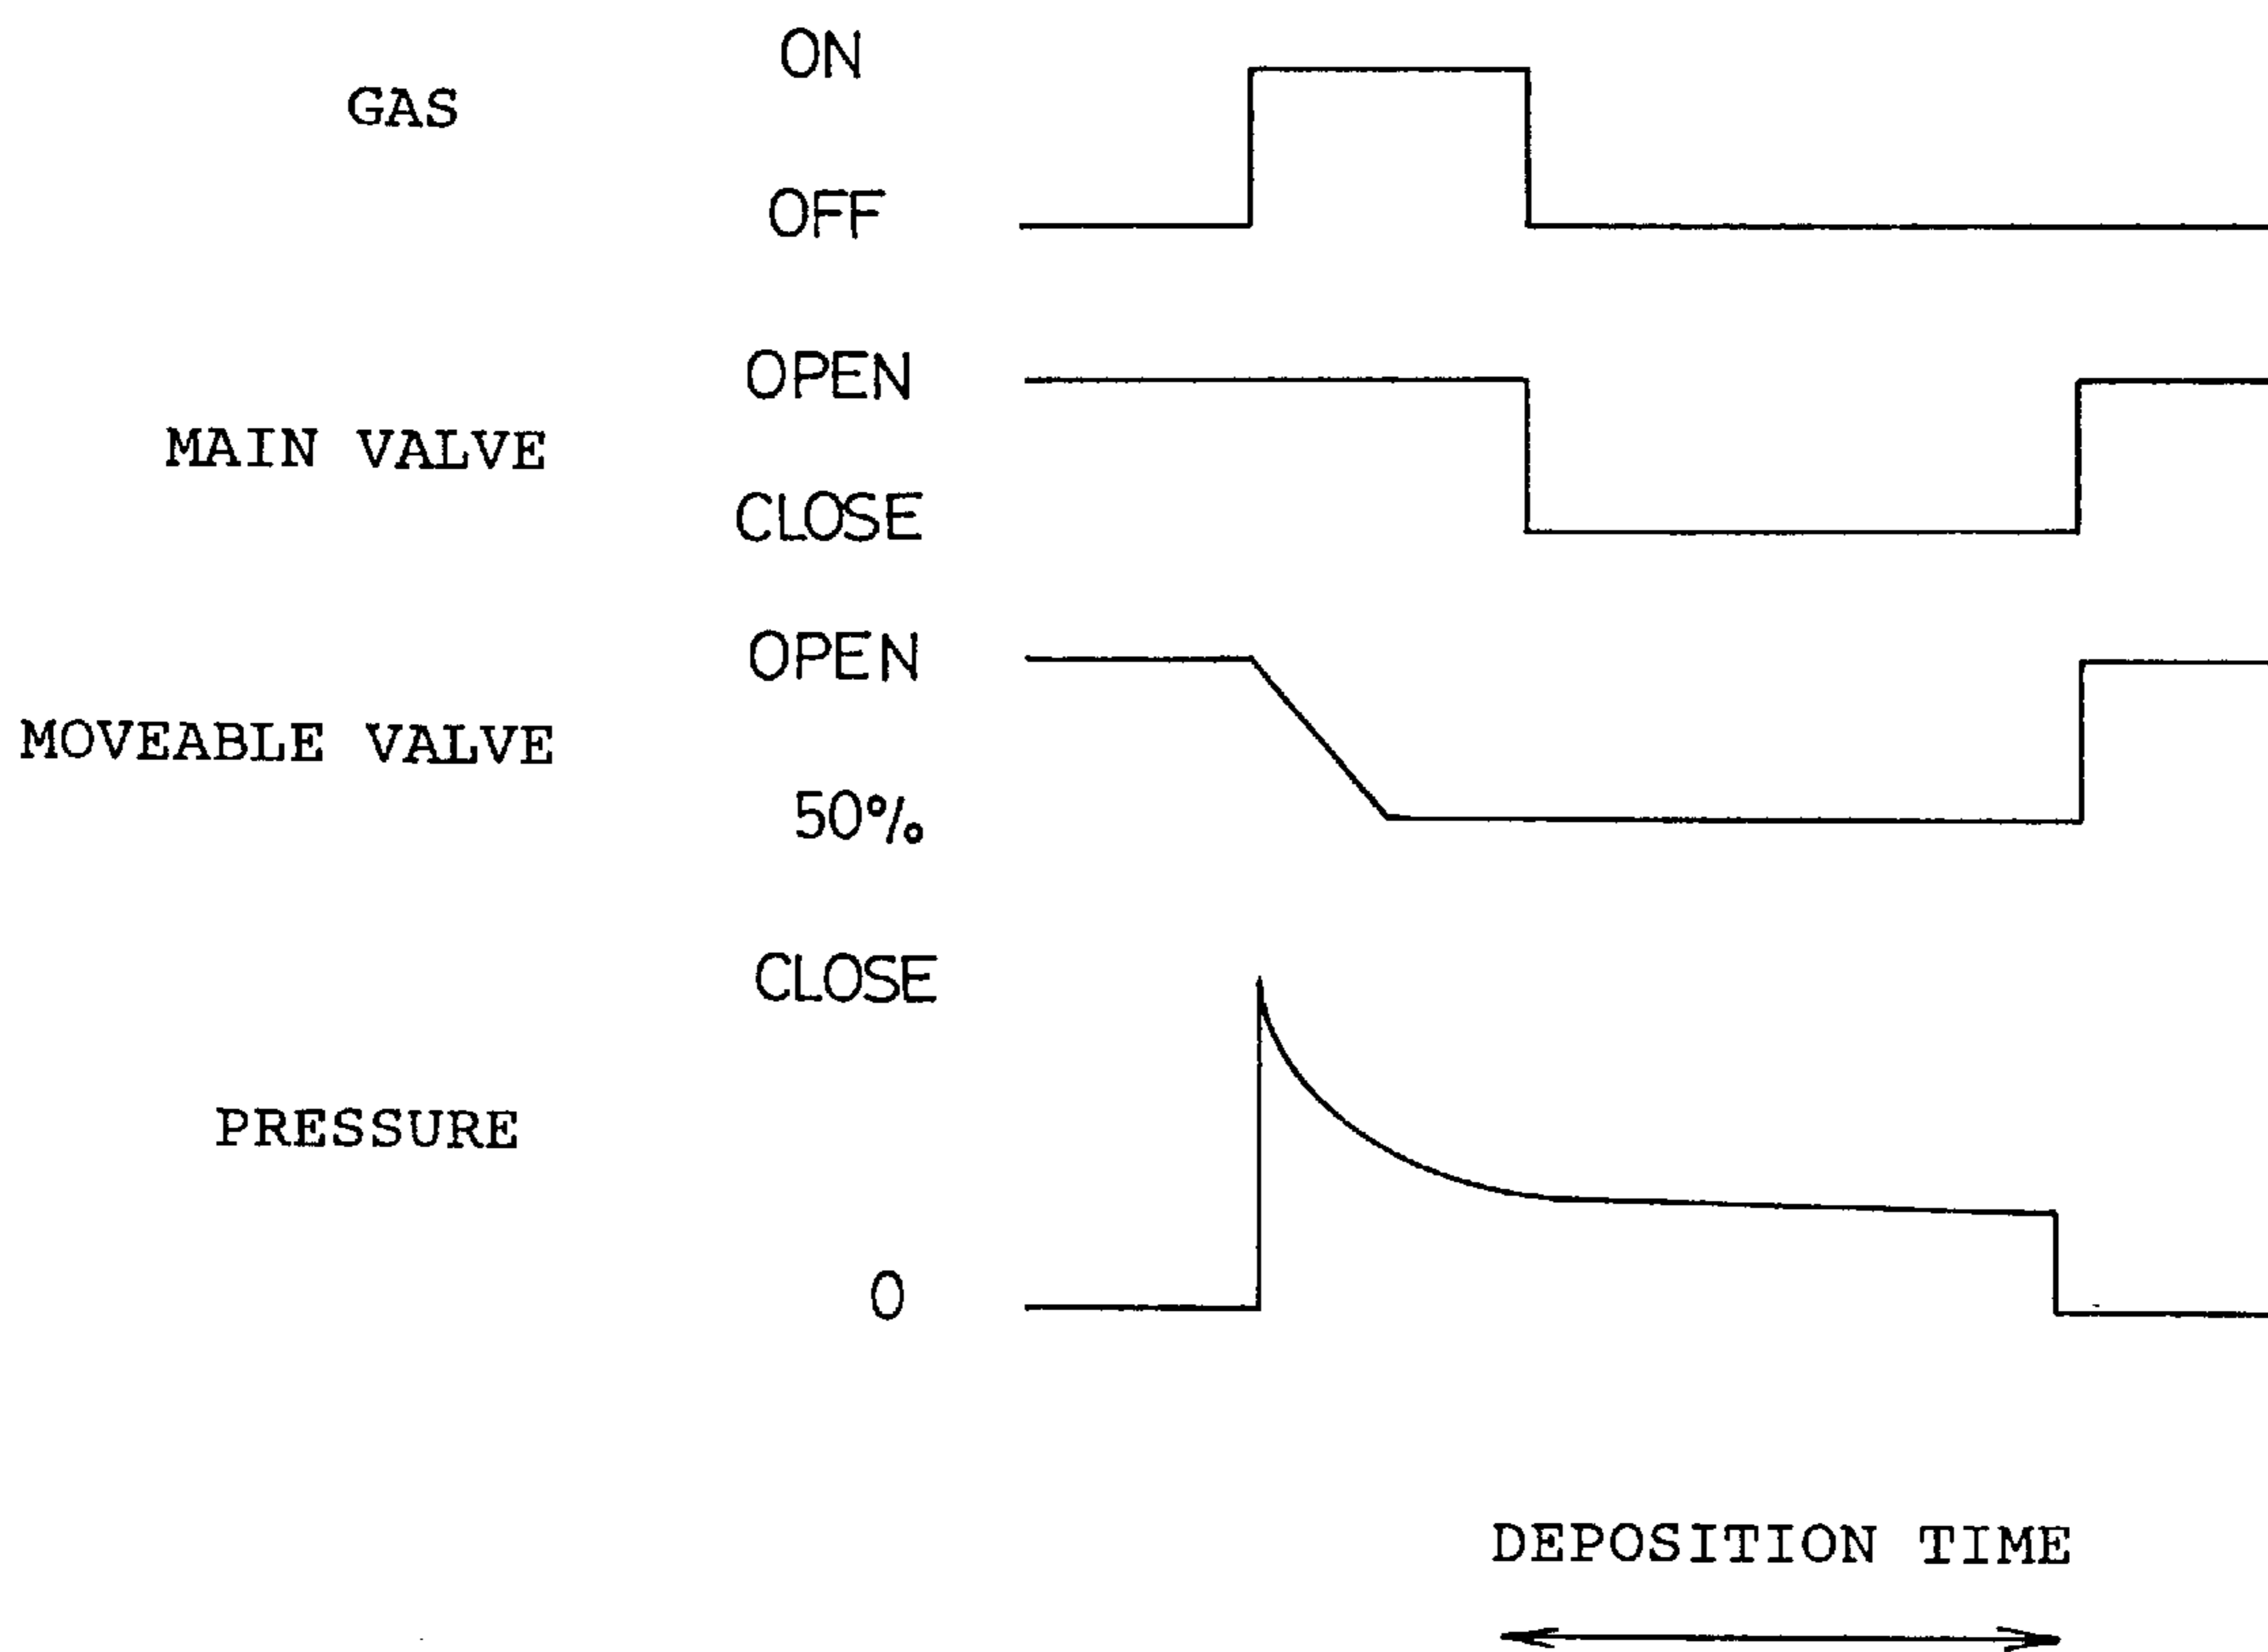 ON
GAS
OFF
OPEN
MAIN VALVE
CLOSE
OPEN
MOVEABLE VALVE
50%
CLOSE
PRESSURE
0
DEPOSITION TIME